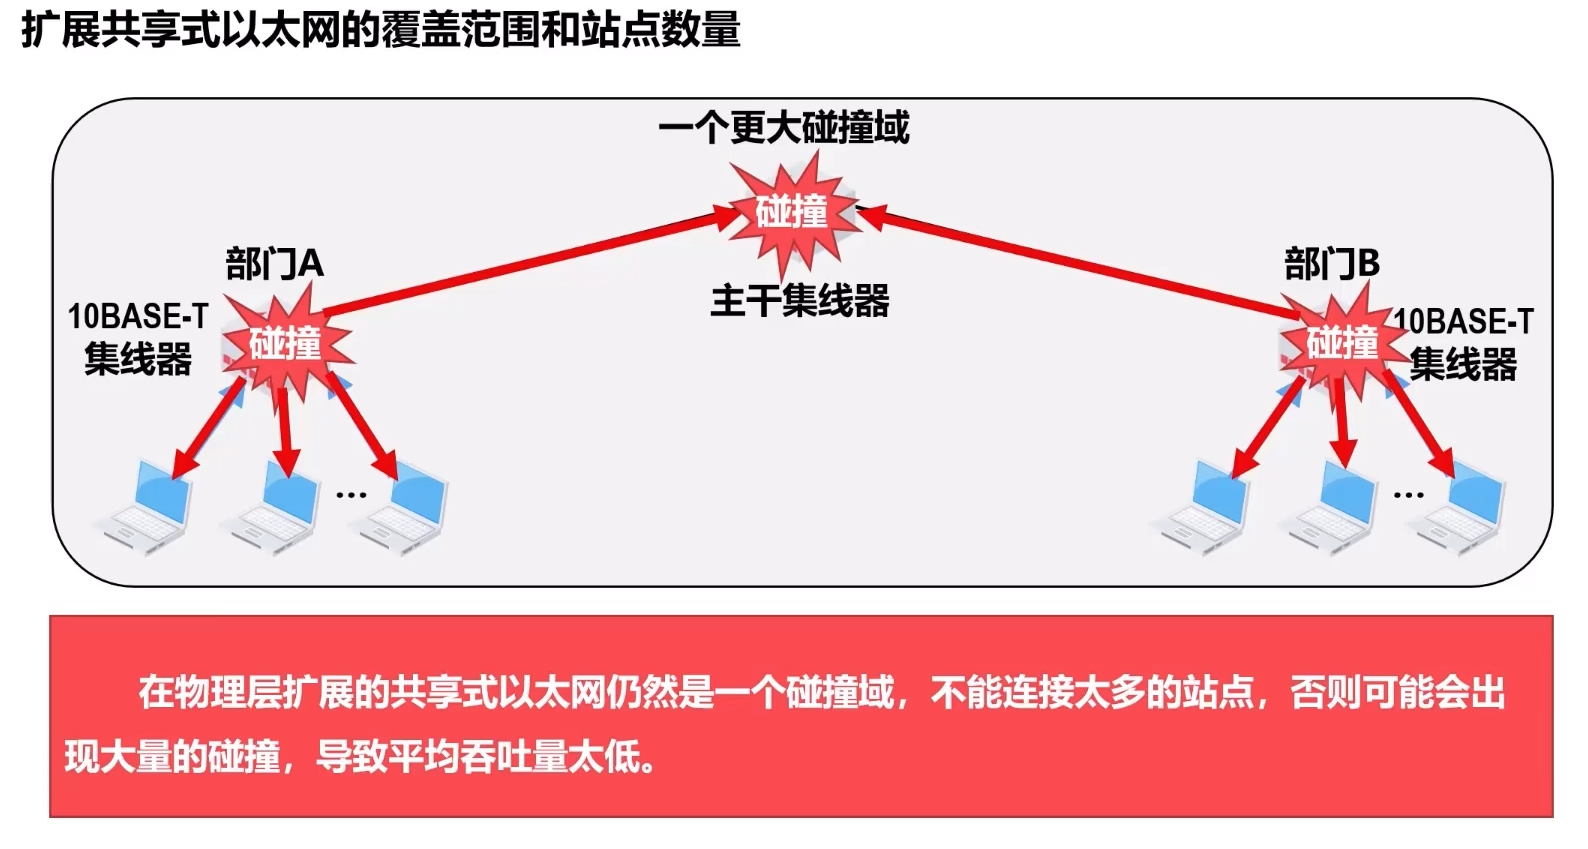 扩展共享式以太网的覆盖范围和站点数量
一个更大碰撞域
碰撞
主干集线器
部门A
10BASE-T
集线器
碰撞
...
部门B
碰撞
10BASE-T
集线器
...
在物理层扩展的共享式以太网仍然是一个碰撞域，不能连接太多的站点，否则可能会出
现大量的碰撞，导致平均吞吐量太低。